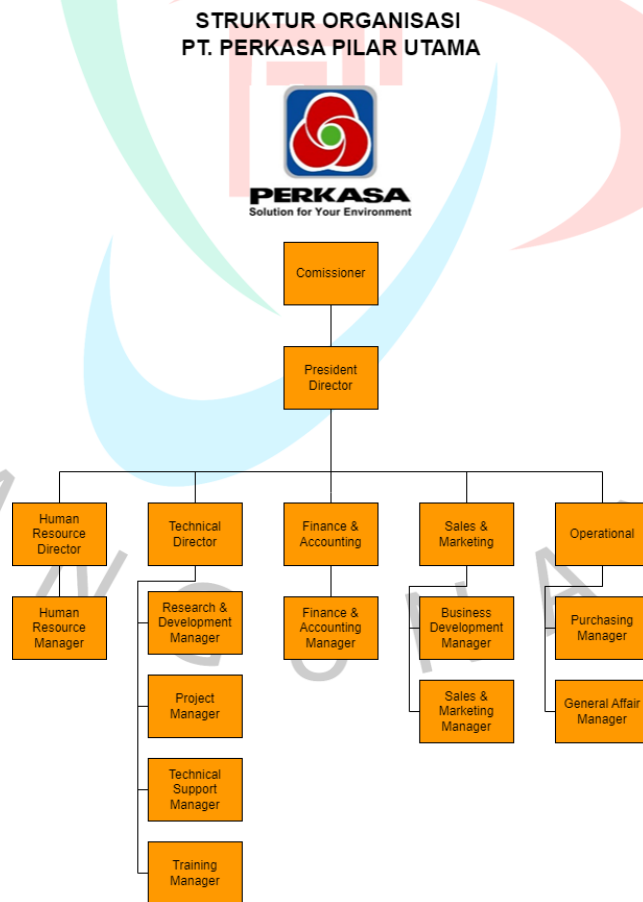 STRUKTUR ORGANISASI
PT. PERKASA PILAR UTAMA
PERKASA
Solution for Your Environment
Comissioner
President
Director
Human
Resource
Director
Technical
Director
Finance &
Accounting
Sales &
Marketing
Operational
Human
Resource
Manager
Research &
Development
Manager
Finance &
Accounting
Manager
Business
Development
Manager
Purchasing
Manager
Project
Manager
Sales &
Marketing
Manager
General Affair
Manager
Technical
Support
Manager
Training
Manager